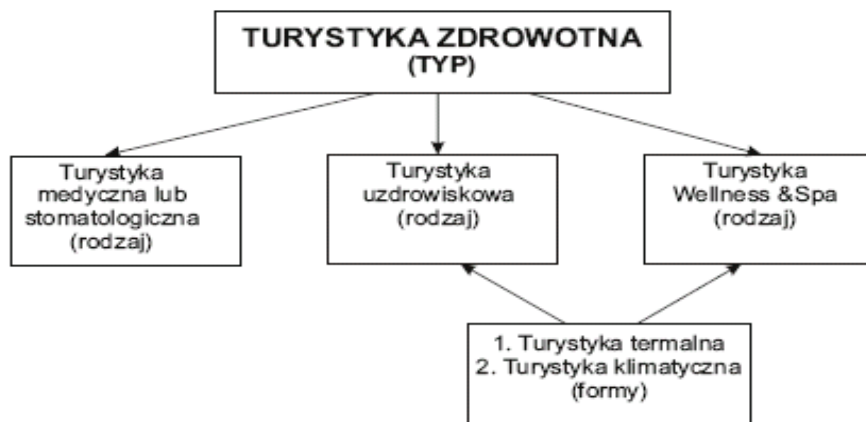 TURYSTYKA ZDROWOTNA
(TYP)
Turystyka
medyczna lub
stomatologiczna
(rodzaj)
Turystyka
uzdrowiskowa
(rodzaj)
Turystyka
Wellness &Spa
(rodzaj)
1. Turystyka termalna
2. Turystyka klimatyczna
(formy)